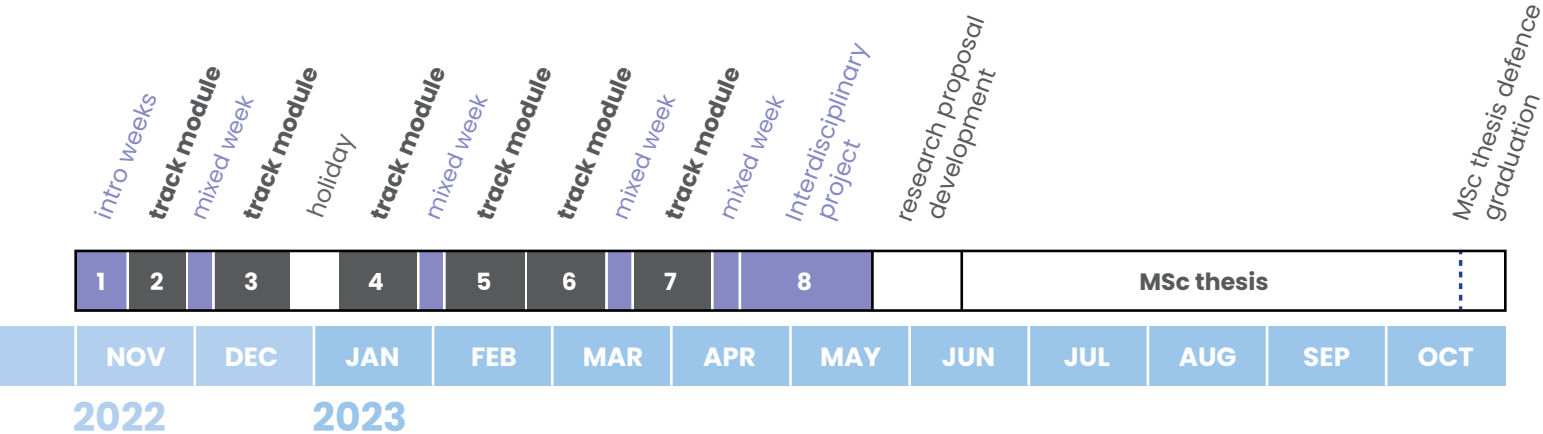 intro weeks
track module
mixed week
track module
holiday
track module
mixed week
track module
track module
mixed week
track module
mixed week
Interdisciplinary
project
research proposal
development
MSc thesis defence
graduation
1 2 3 4 5 6 7 8 MSc thesis
NOV DEC JAN FEB MAR APR MAY JUN JUL AUG SEP OCT
2022 2023